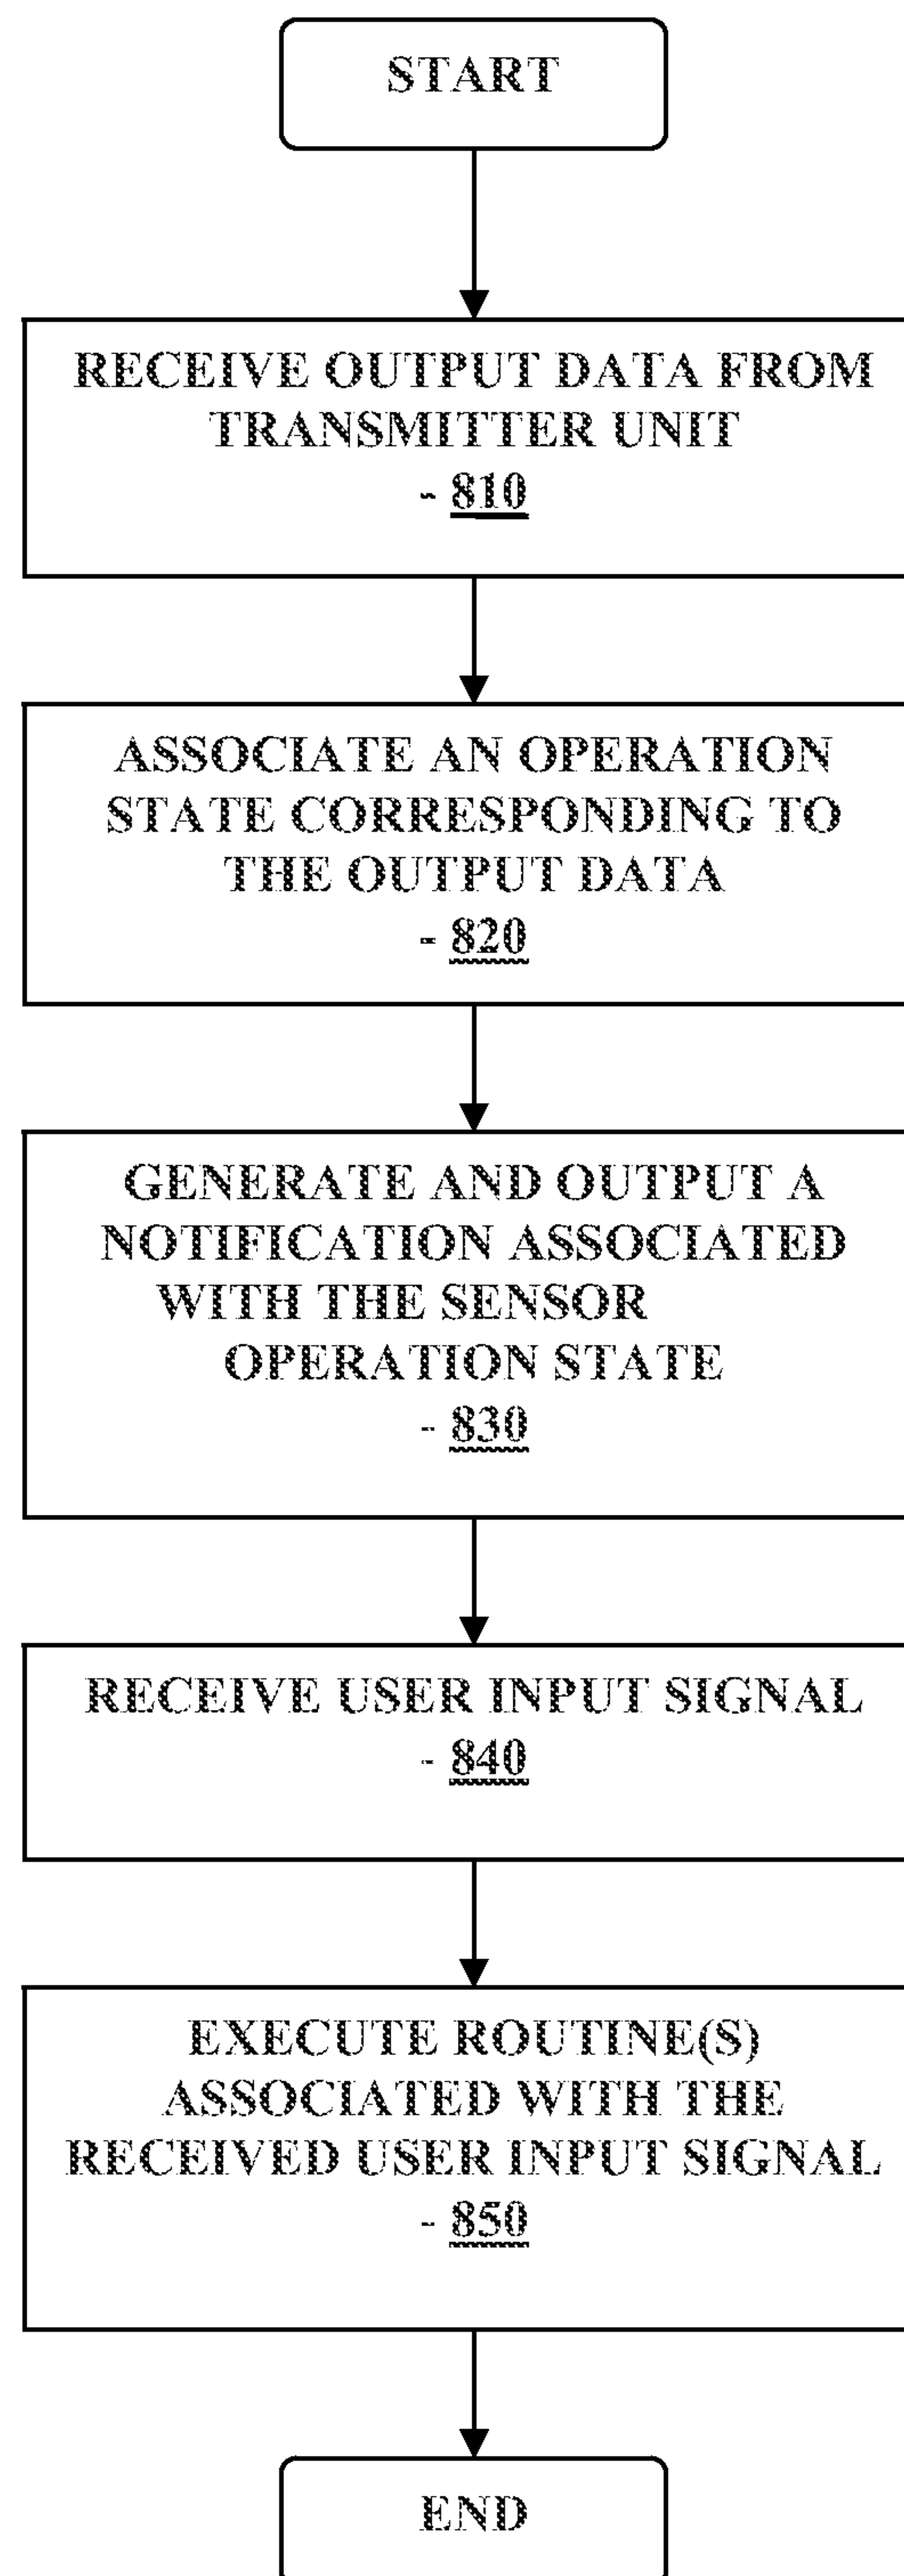 START
RECEIVE OUTPUT DATA FROM
TRANSMITTER UNIT
- 810
ASSOCIATE AN OPERATION
STATE CORRESPONDING TO
THE OUTPUT DATA
- 820
GENERATE AND OUTPUT A
NOTIFICATION ASSOCIATED
WITH THE SENSOR
OPERATION STATE
- 830
RECEIVE USER INPUT SIGNAL
- 840
EXECUTE ROUTINE(S)
ASSOCIATED WITH THE
RECEIVED USER INPUT SIGNAL
- 850
END